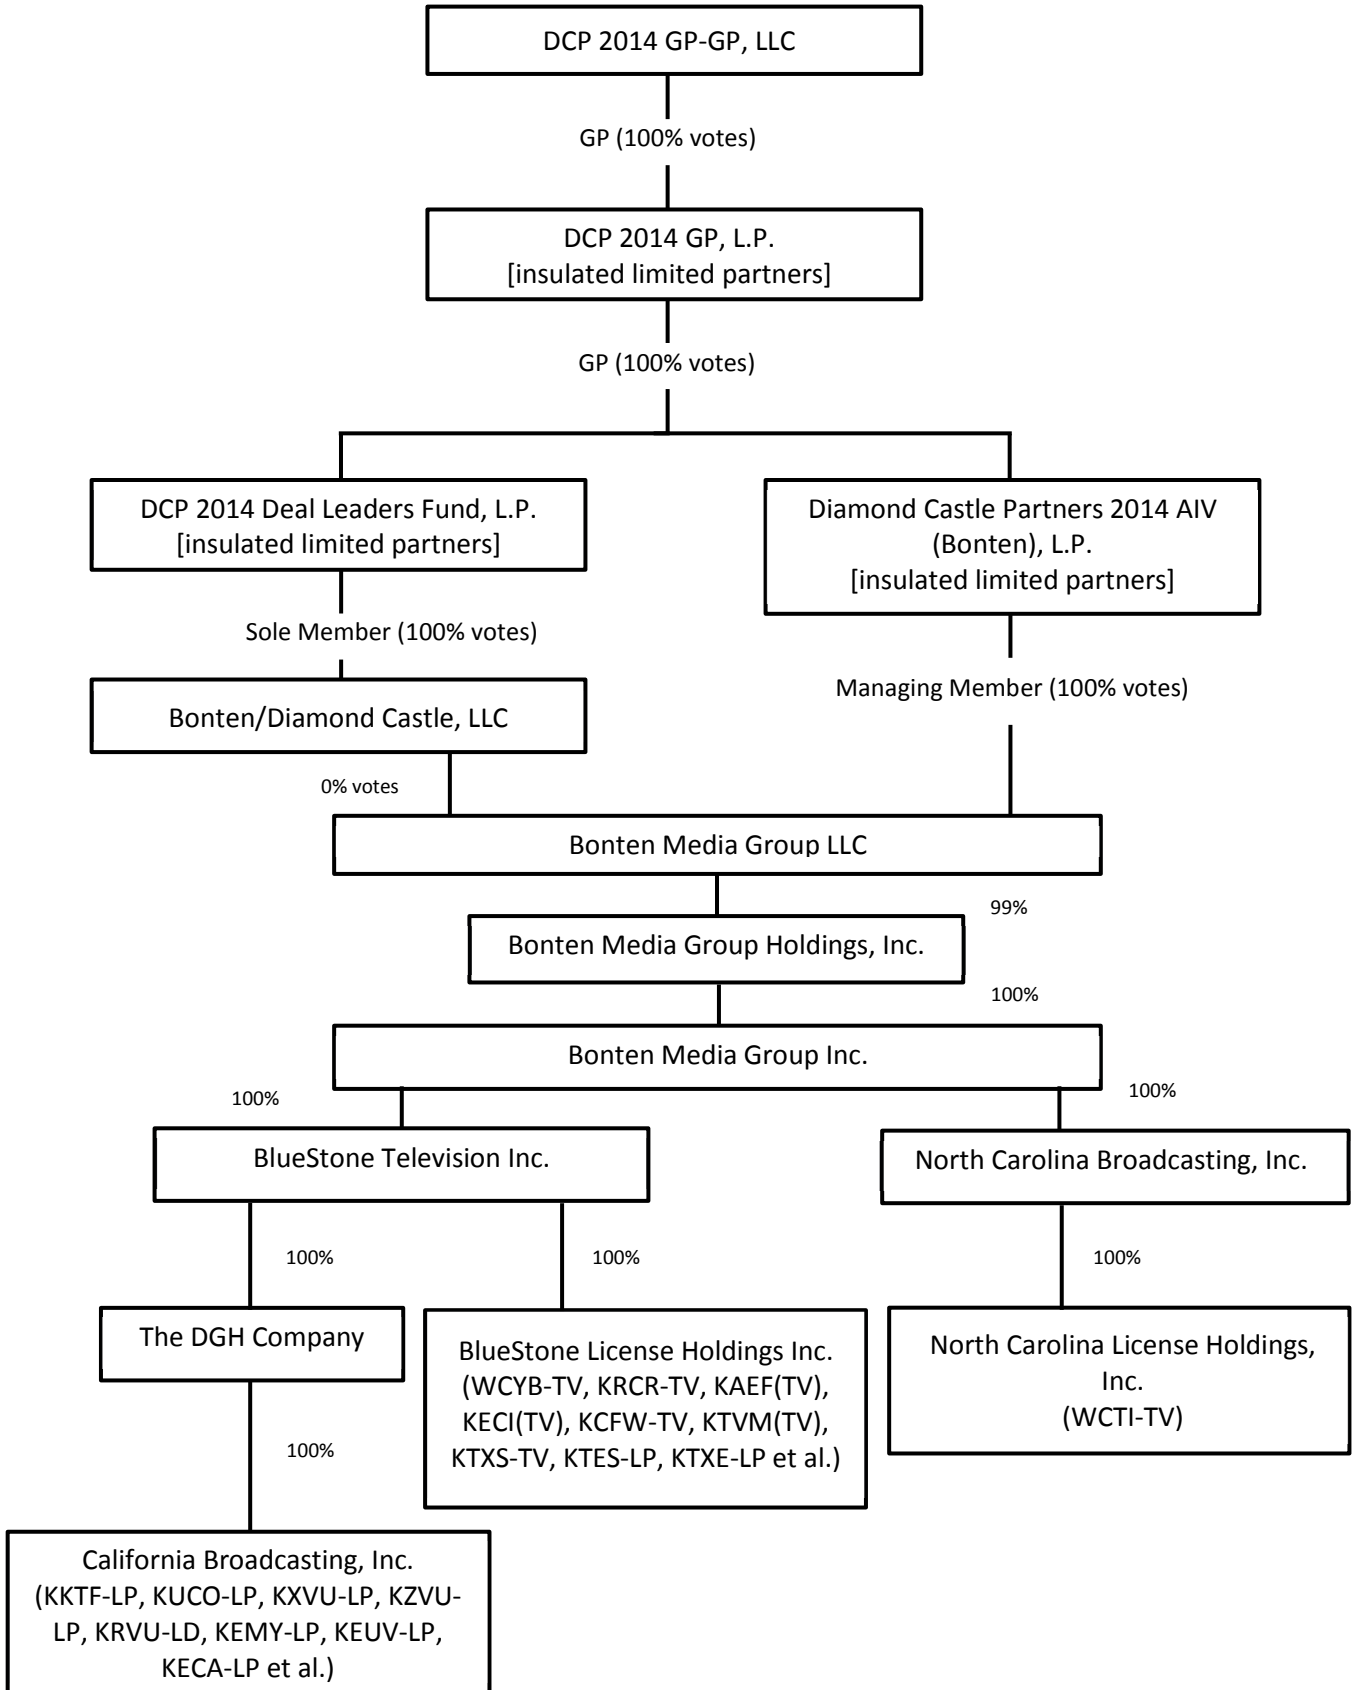 DCP 2014 GP-GP, LLC
GP (100% votes)
DCP 2014 GP, L.P.
[insulated limited partners]
GP (100% votes)
DCP 2014 Deal Leaders Fund, L.P.
[insulated limited partners]
Diamond Castle Partners 2014 AIV
(Bonten), L.P.
[insulated limited partners]
Sole Member (100% votes)
Managing Member (100% votes)
Bonten/Diamond Castle, LLC
0% votes
Bonten Media Group LLC
99%
Bonten Media Group Holdings, Inc.
100%
Bonten Media Group Inc.
100%
100%
BlueStone Television Inc.
North Carolina Broadcasting, Inc.
100%
100%
100%
The DGH Company
BlueStone License Holdings Inc.
(WCYB-TV, KRCR-TV, KAEF(TV),
KECI(TV), KCFW-TV, KTVM(TV),
KTXS-TV, KTES-LP, KTXE-LP et al.)
North Carolina License Holdings,
Inc.
(WCTI-TV)
100%
California Broadcasting, Inc.
(KKTF-LP, KUCO-LP, KXVU-LP, KZVU-
LP, KRVU-LD, KEMY-LP, KEUV-LP,
KECA-LP et al.)